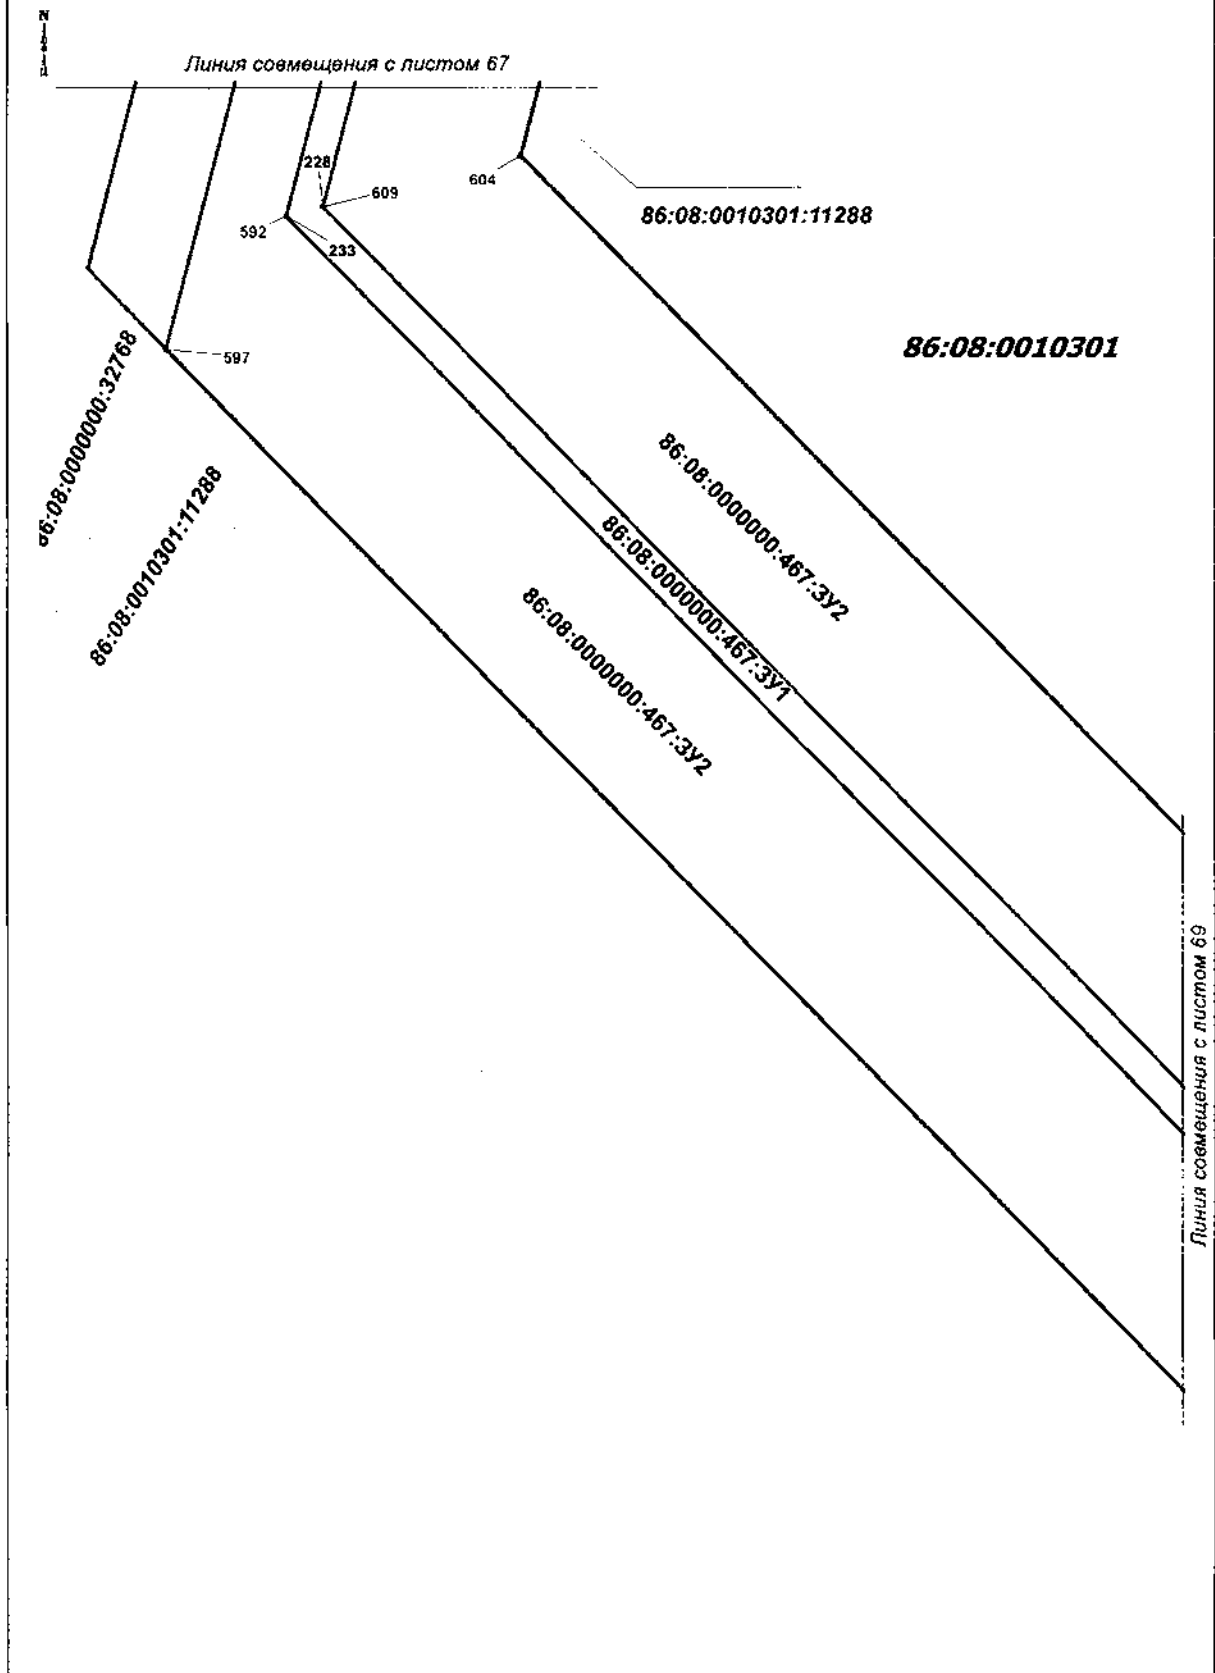 N
Линия совмещения с листом 67
228
609
604
592
233
86:08:0010301:11288
597
86:08:0010301
86:08:0000000:32768
86:08:0010301:11288
86:08:0000000:467:ЗУ2
86:08:0000000:467:ЗУ1
86:08:0000000:467:ЗУ2
Линия совмещения с листом 69